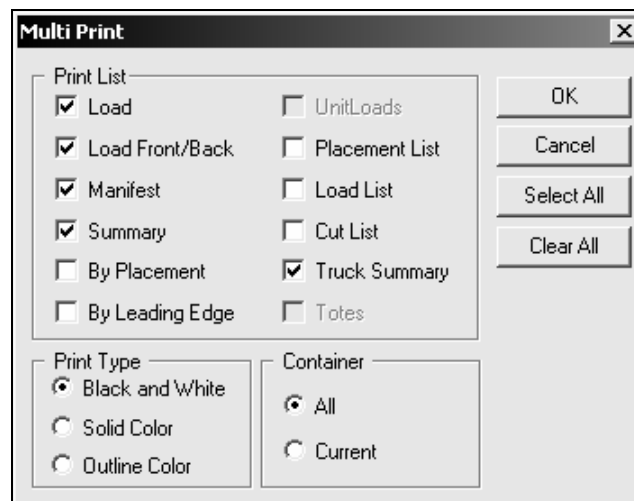 Multi Print
Print List
Load
Load Front/Back
Manifest
Summary
By Placement
By Leading Edge
UnitLoads
Placement List
Load List
Cut List
Truck Summary
Totes
OK
Cancel
Select All
Clear All
Print Type
Black and White
Solid Color
Outline Color
Container
All
Current